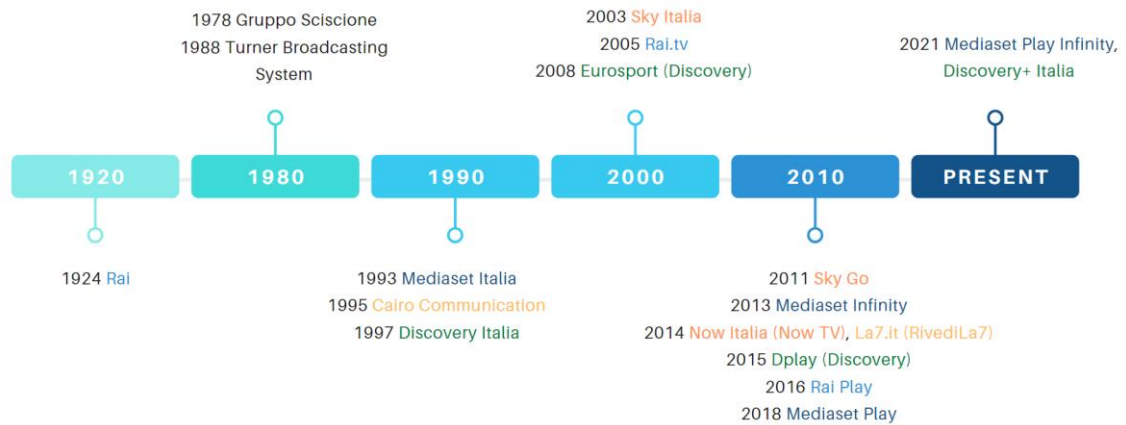 1978 Gruppo Sciscione
1988 Turner Broadcasting
System
2003 Sky Italia
2005 Rai.tv
2008 Eurosport (Discovery)
2021 Mediaset Play Infinity,
Discovery+ Italia
1920
1980
1990
2000
2010
PRESENT
1924 Rai
1993 Mediaset Italia
1995 Cairo Communication
1997 Discovery Italia
2011 Sky Go
2013 Mediaset Infinity
2014 Now Italia (Now TV), La7.it (RivediLa7)
2015 Dplay (Discovery)
2016 Rai Play
2018 Mediaset Play